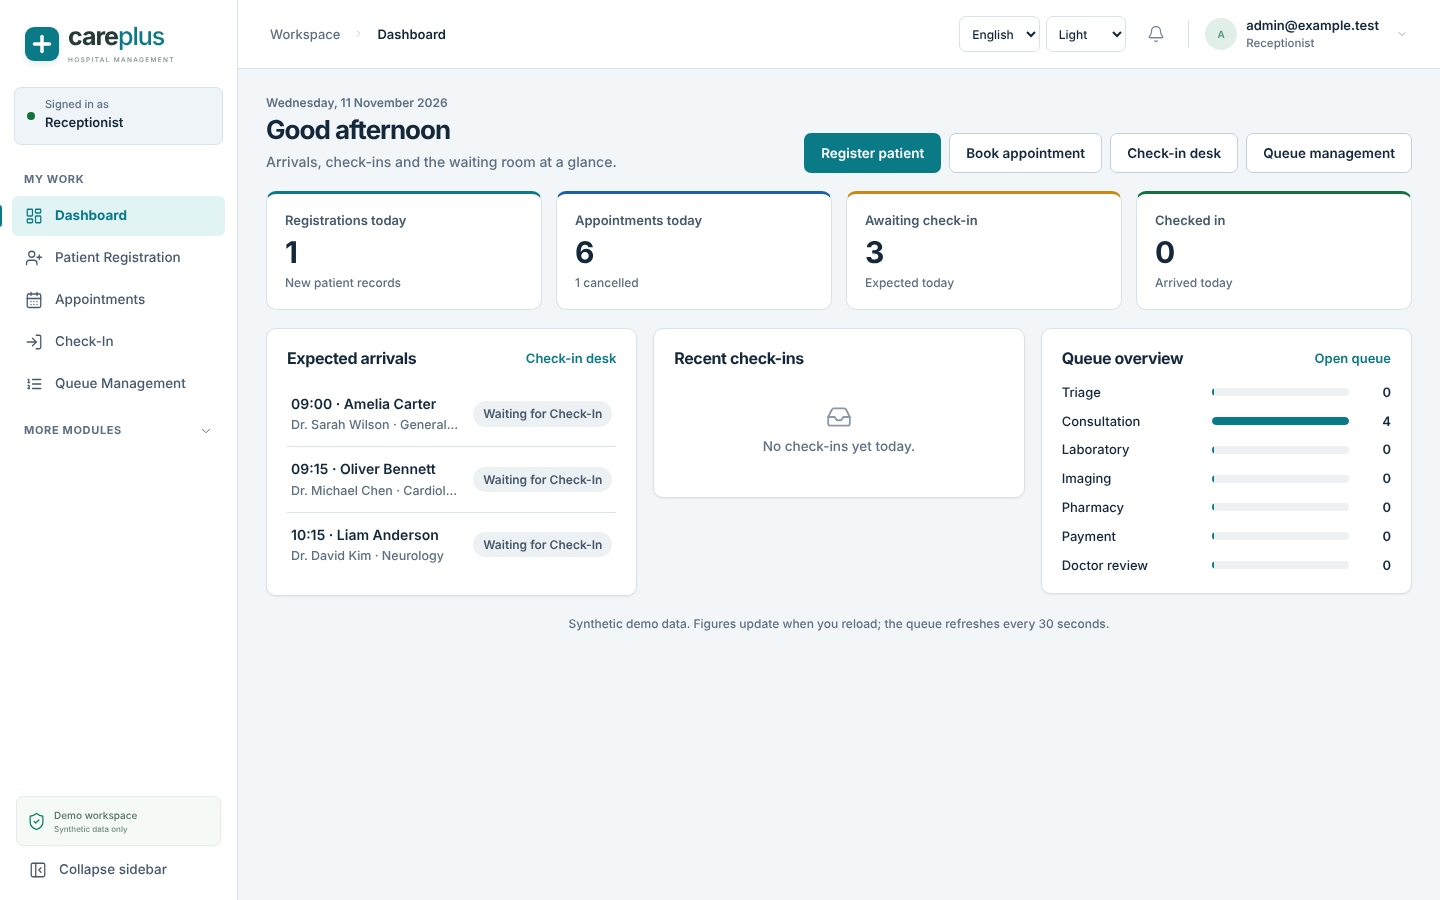 careplus
HOSPITAL MANAGEMENT
Signed in as
Receptionist
MY WORK
Dashboard
Patient Registration
Appointments
Check-In
Queue Management
MORE MODULES
Demo workspace
Synthetic data only
Collapse sidebar
Workspace
Dashboard
English
Light
A
admin@example.test
Receptionist
Wednesday, 11 November 2026
Good afternoon
Arrivals, check-ins and the waiting room at a glance.
Register patient
Book appointment
Check-in desk
Queue management
Registrations today
1
New patient records
Appointments today
6
1 cancelled
Awaiting check-in
3
Expected today
Checked in
0
Arrived today
Expected arrivals
Check-in desk
09:00 · Amelia Carter
Dr. Sarah Wilson · General...
Waiting for Check-In
09:15 · Oliver Bennett
Dr. Michael Chen · Cardiol...
Waiting for Check-In
10:15 · Liam Anderson
Dr. David Kim · Neurology
Waiting for Check-In
Recent check-ins
No check-ins yet today.
Queue overview
Open queue
Triage 0
Consultation 4
Laboratory 0
Imaging 0
Pharmacy 0
Payment 0
Doctor review 0
Synthetic demo data. Figures update when you reload; the queue refreshes every 30 seconds.